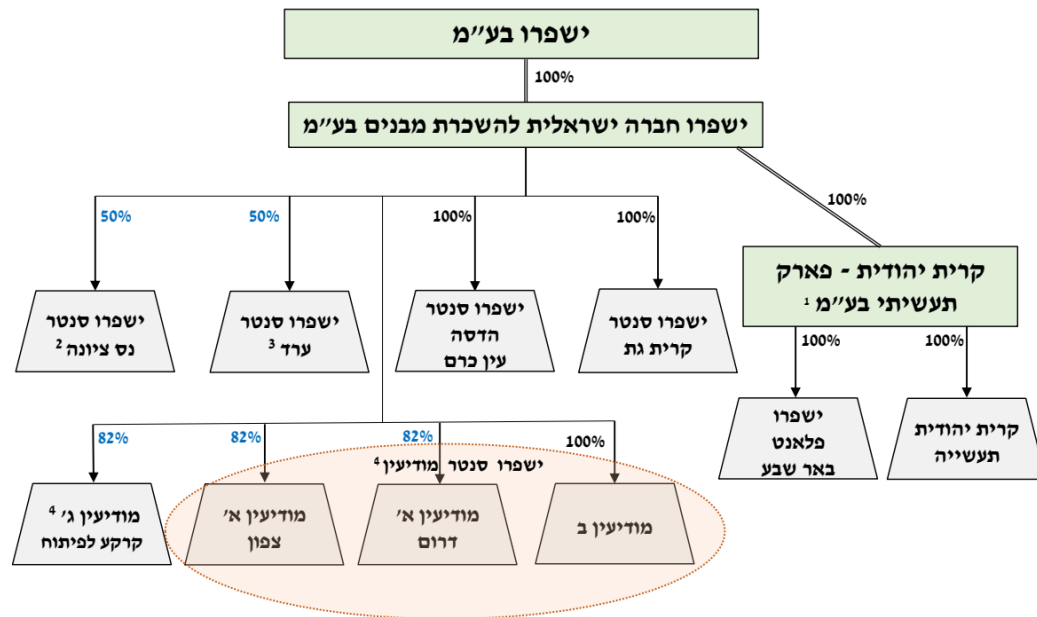 ישפרו בע״מ
100%
ישפרו חברה ישראלית להשכרת מבנים בע״מ
100%
100%
100%
50%
50%
קרית יהודית - פארק
תעשיתי בע״מ ¹
ישפרו סנטר
קרית גת
ישפרו סנטר
הדסה
עין כרם
ישפרו סנטר
ערד ³
ישפרו סנטר
נס ציונה ²
100%
100%
קרית יהודית
תעשייה
ישפרו
פלאנט
באר שבע
100%
82%
82%
82%
ישפרו סנטר מודיעין ⁴
מודיעין ב
מודיעין א׳
דרום
מודיעין א׳
צפון
מודיעין ג׳ ⁴
קרקע לפיתוח